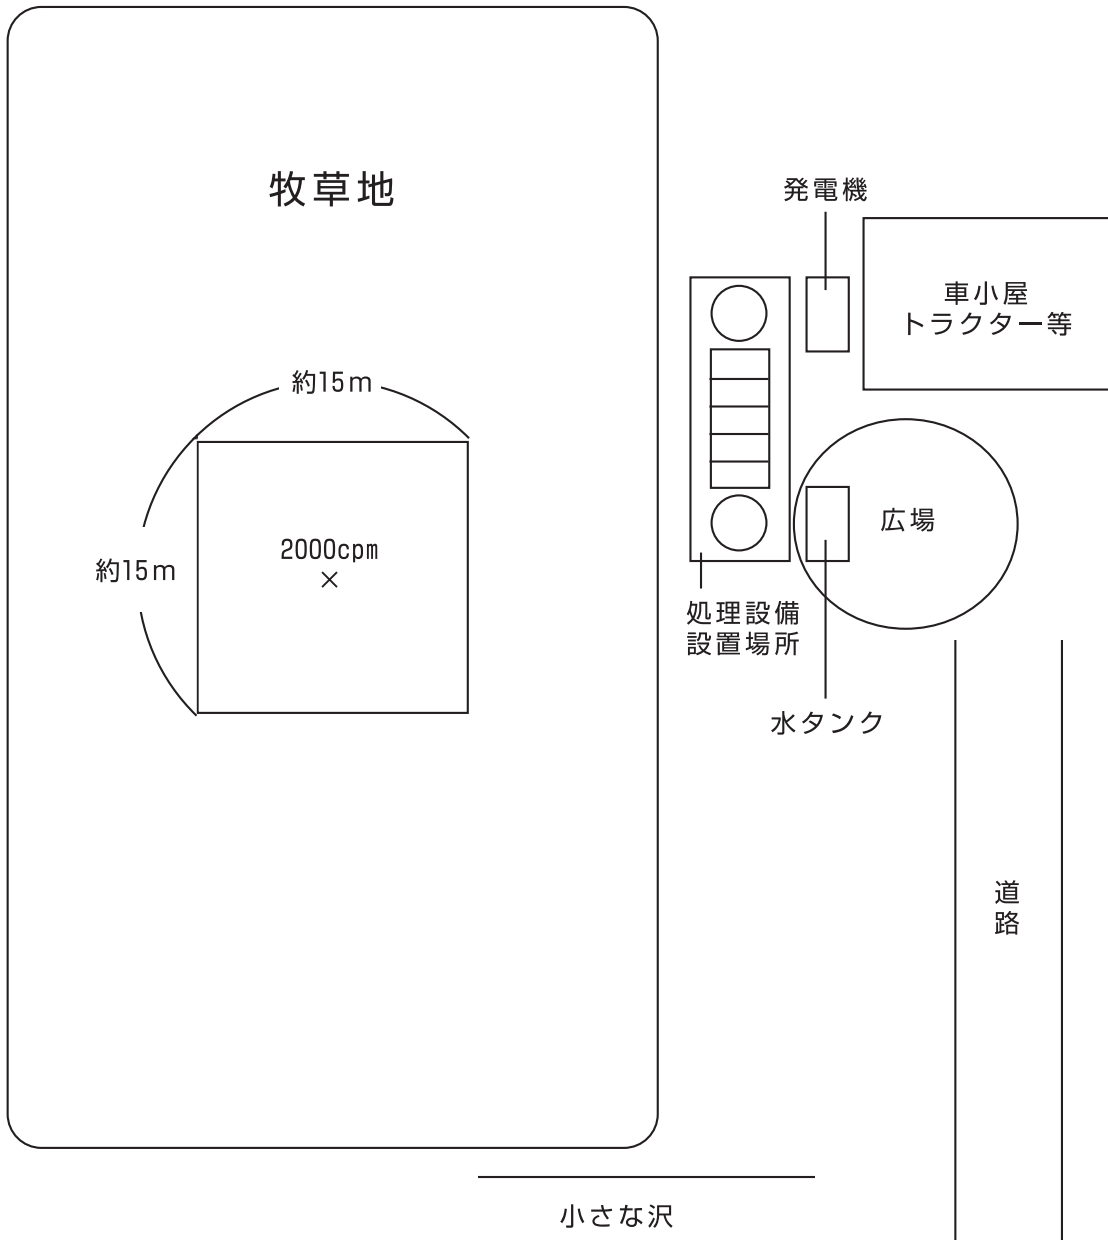 牧草地
発電機
車小屋
トラクター等
約15m
広場
2000cpm
×
約15m
処理設備
設置場所
水タンク
道路
小さな沢